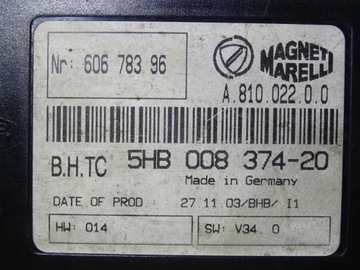 Nr: 606 783 96
MAGNETI MARELLI
A.810.022.0.0
B.H.TC 5HB 008 374-20
Made in Germany
DATE OF PROD: 27 11 03/BHB/ I1
HW: 014
SW: V34. 0